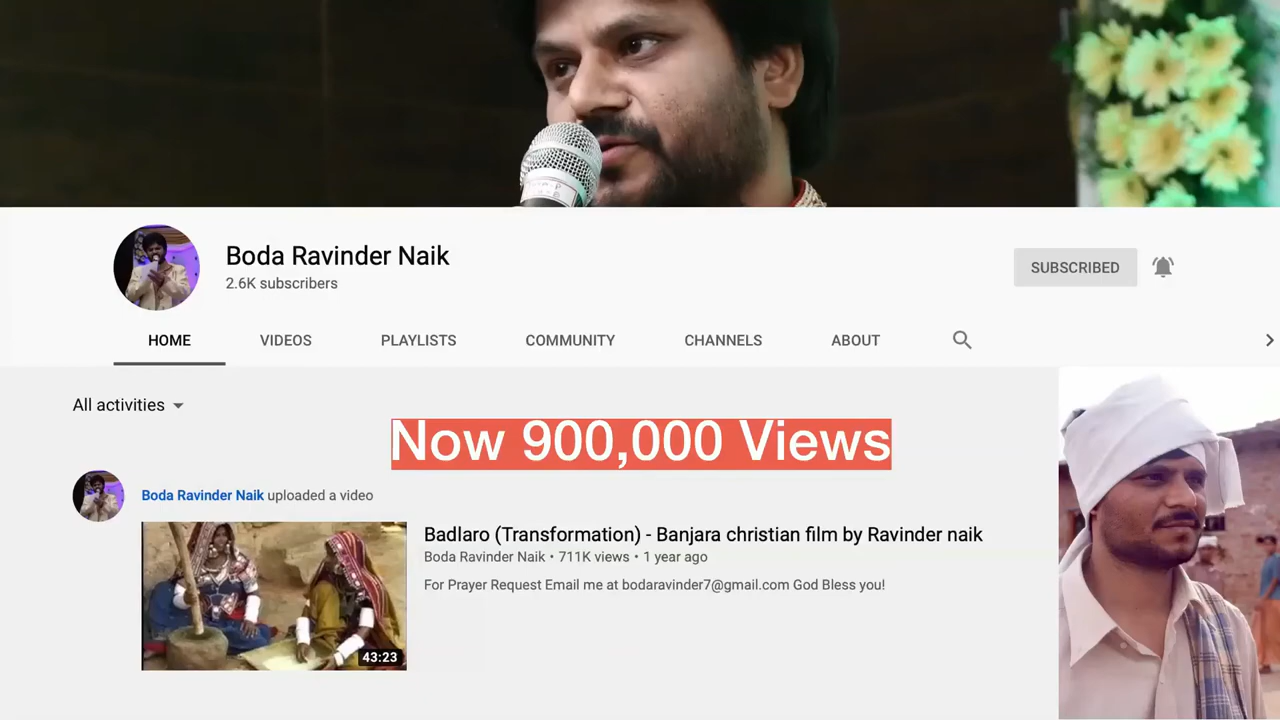 Boda Ravinder Naik
2.6K subscribers
SUBSCRIBED
HOME VIDEOS PLAYLISTS COMMUNITY CHANNELS ABOUT
All activities
Now 900,000 Views
Boda Ravinder Naik uploaded a video
Badlaro (Transformation) - Banjara christian film by Ravinder naik
Boda Ravinder Naik • 711K views • 1 year ago
For Prayer Request Email me at bodaravinder7@gmail.com God Bless you!
43:23